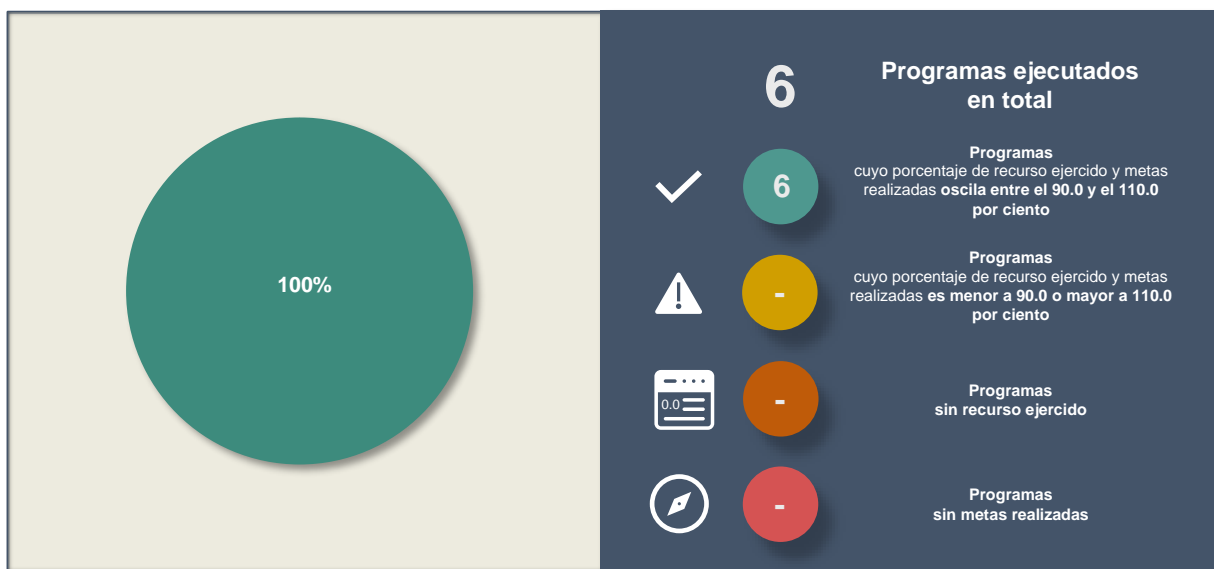 100%
6
Programas ejecutados
en total
6
Programas
cuyo porcentaje de recurso ejercido y metas
realizadas oscila entre el 90.0 y el 110.0
por ciento
-
Programas
cuyo porcentaje de recurso ejercido y metas
realizadas es menor a 90.0 o mayor a 110.0
por ciento
0.0
-
Programas
sin recurso ejercido
-
Programas
sin metas realizadas